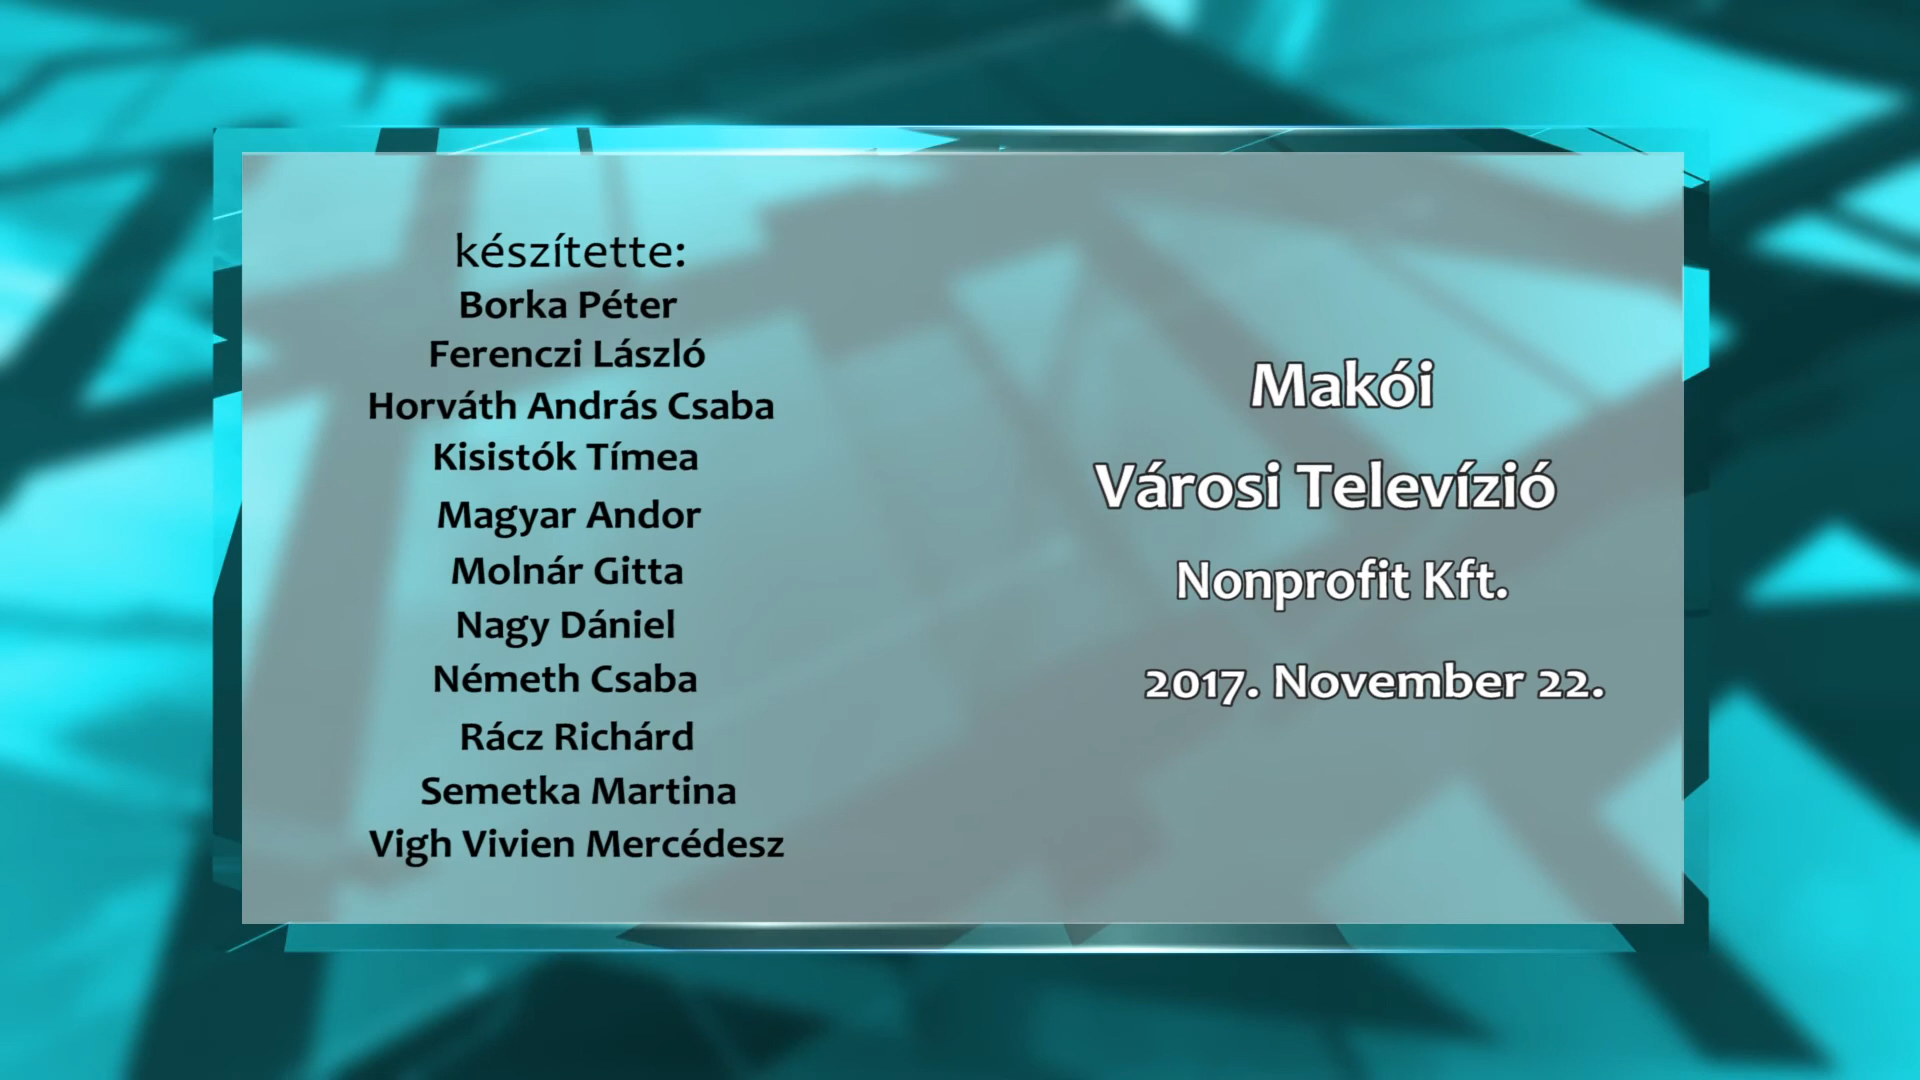 készítette:
Borka Péter
Ferenczi László
Horváth András Csaba
Kisistók Tímea
Magyar Andor
Molnár Gitta
Nagy Dániel
Németh Csaba
Rácz Richárd
Semetka Martina
Vigh Vivien Mercédesz
Makói
Városi Televízió
Nonprofit Kft.
2017. November 22.